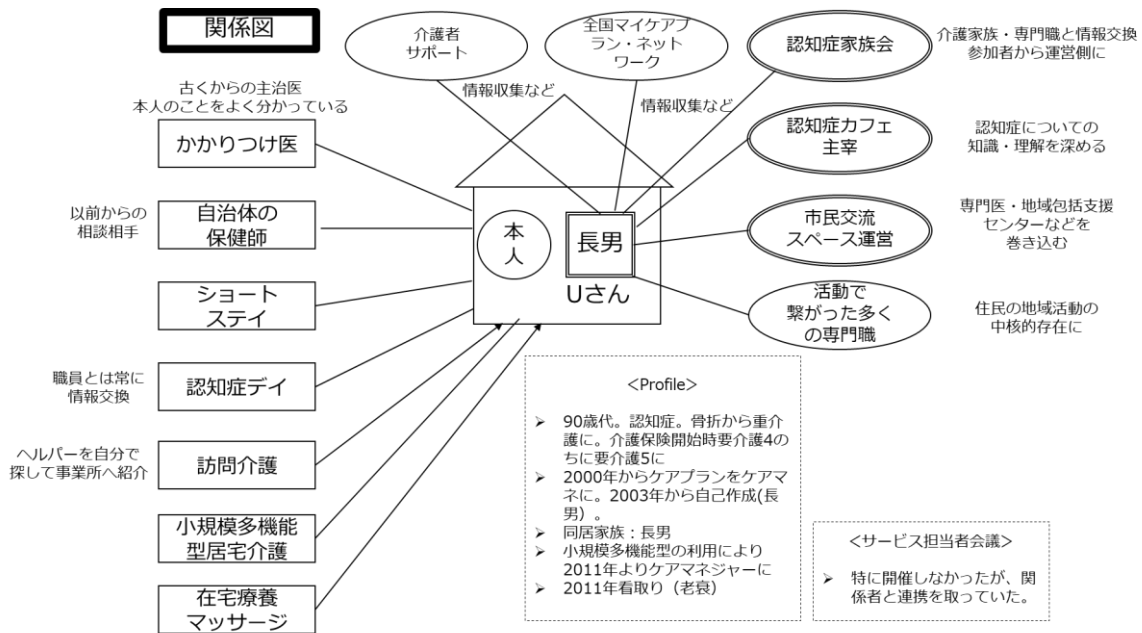 関係図
介護者
サポート
全国マイケアプ
ラン・ネット
ワーク
認知症家族会
介護家族・専門職と情報交換
参加者から運営側に
情報収集など
情報収集など
古くからの主治医
本人のことをよく分かっている
かかりつけ医
認知症カフェ
主宰
認知症についての
知識・理解を深める
以前からの
相談相手
自治体の
保健師
本
人
長男
Uさん
市民交流
スペース運営
専門医・地域包括支援
センターなどを
巻き込む
ショート
ステイ
活動で
繋がった多く
の専門職
住民の地域活動の
中核的存在に
職員とは常に
情報交換
認知症デイ
ヘルパーを自分で
探して事業所へ紹介
訪問介護
小規模多機能
型居宅介護
在宅療養
マッサージ
<Profile>
➢ 90歳代。認知症。骨折から重介
護に。介護保険開始時要介護4の
ちに要介護5に
➢ 2000年からケアプランをケアマ
ネに。2003年から自己作成(長
男）。
➢ 同居家族：長男
➢ 小規模多機能型の利用により
2011年よりケアマネジャーに
➢ 2011年看取り（老衰）
<サービス担当者会議>
➢ 特に開催しなかったが、関
係者と連携を取っていた。